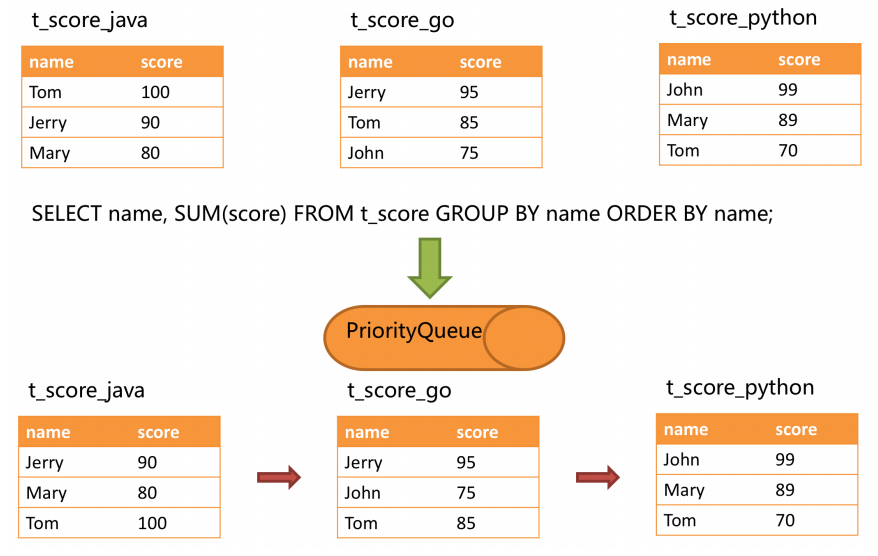 t_score_java
name score
Tom 100
Jerry 90
Mary 80
t_score_go
name score
Jerry 95
Tom 85
John 75
t_score_python
name score
John 99
Mary 89
Tom 70
SELECT name, SUM(score) FROM t_score GROUP BY name ORDER BY name;
PriorityQueue
t_score_java
name score
Jerry 90
Mary 80
Tom 100
t_score_go
name score
Jerry 95
John 75
Tom 85
t_score_python
name score
John 99
Mary 89
Tom 70